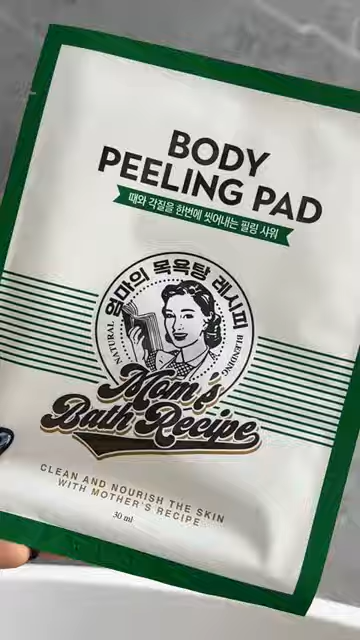 BODY
PEELING PAD
때와 각질을 한번에 씻어내는 필링 샤워
엄마의 목욕탕 레시피
NATURAL
BLENDING
Mom's
Bath Recipe
CLEAN AND NOURISH THE SKIN
WITH MOTHER'S RECIPE
30 ml